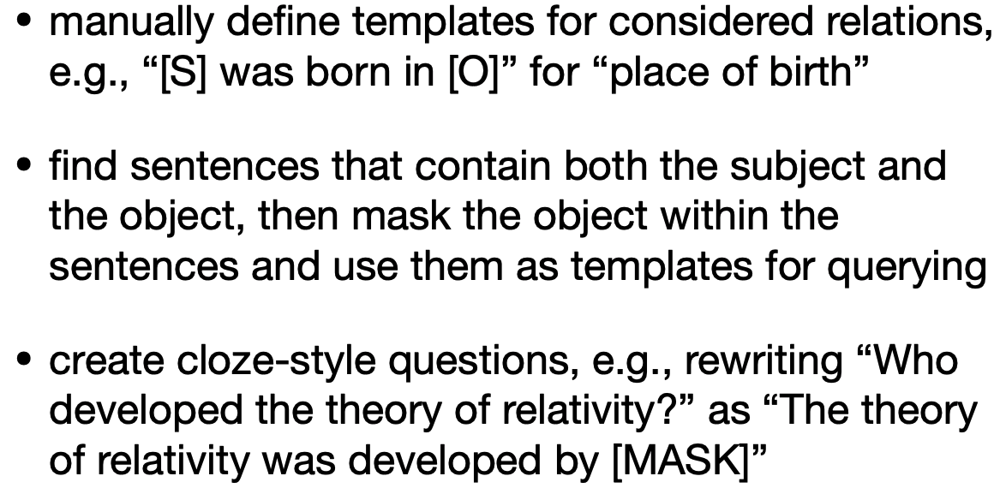 • manually define templates for considered relations,
e.g., “[S] was born in [O]” for “place of birth”
• find sentences that contain both the subject and
the object, then mask the object within the
sentences and use them as templates for querying
• create cloze-style questions, e.g., rewriting “Who
developed the theory of relativity?” as “The theory
of relativity was developed by [MASK]”